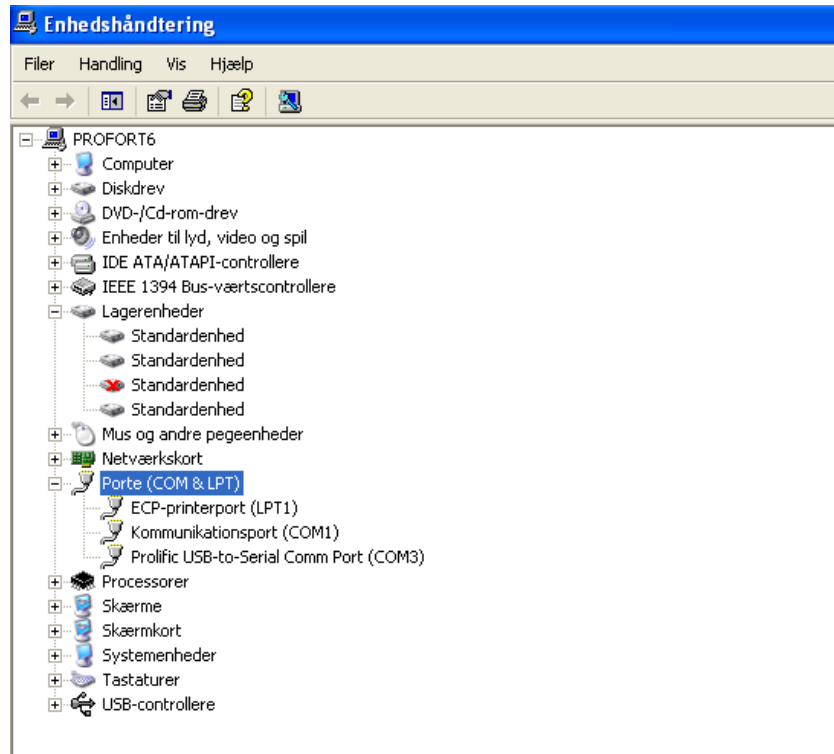 Enhedshåndtering
Filer Handling Vis Hjælp
PROFORT6
Computer
Diskdrev
DVD-/Cd-rom-drev
Enheder til lyd, video og spil
IDE ATA/ATAPI-controllere
IEEE 1394 Bus-værtscontrollere
Lagerenheder
Standardenhed
Standardenhed
Standardenhed
Standardenhed
Mus og andre pegeenheder
Netværkskort
Porte (COM & LPT)
ECP-printerport (LPT1)
Kommunikationsport (COM1)
Prolific USB-to-Serial Comm Port (COM3)
Processorer
Skærme
Skærmkort
Systemenheder
Tastaturer
USB-controllere